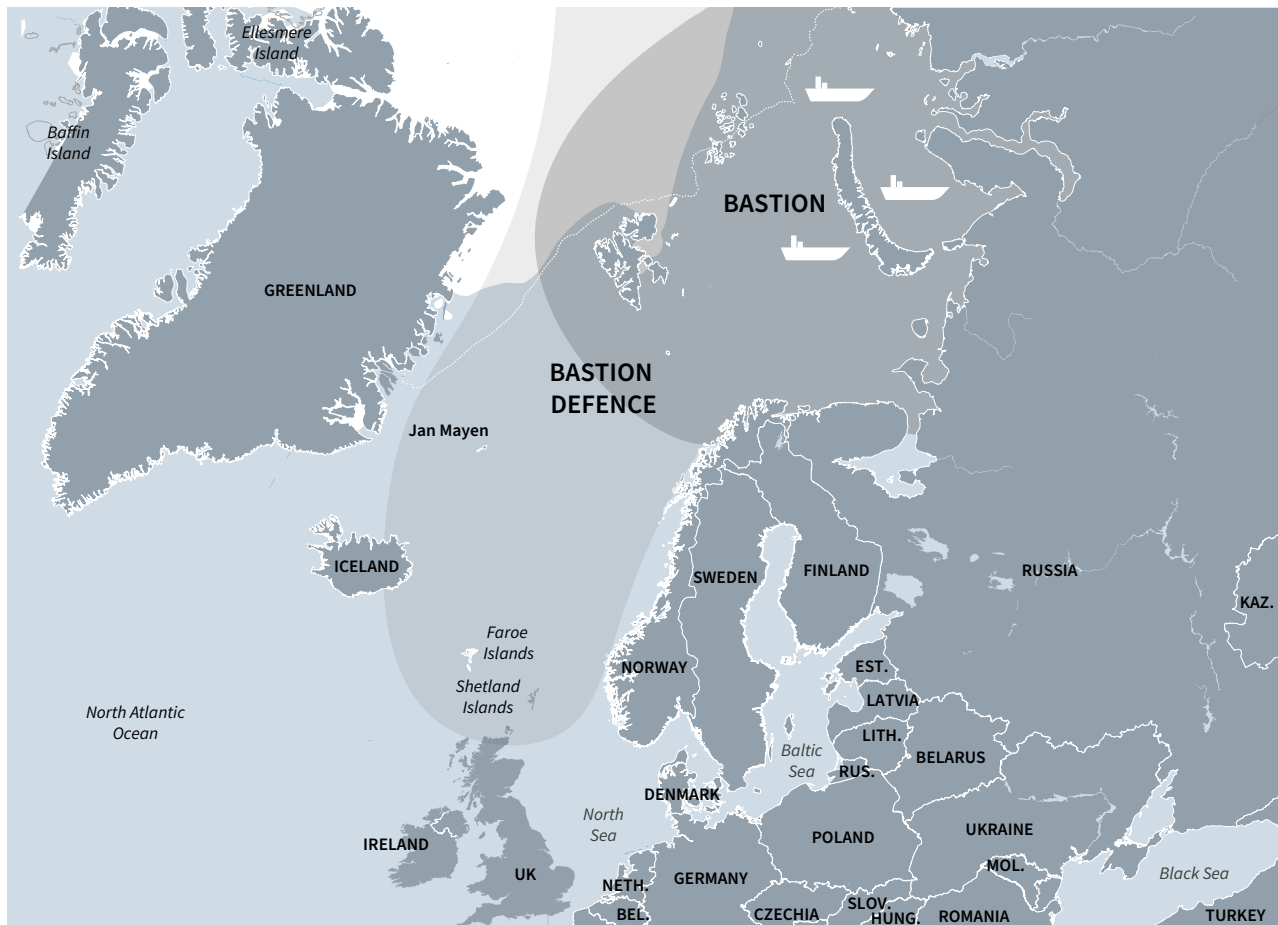 Ellesmere
Island
Baffin
Island
BASTION
GREENLAND
BASTION
DEFENCE
Jan Mayen
ICELAND
SWEDEN
FINLAND
RUSSIA
KAZ.
Faroe
Islands
NORWAY
EST.
Shetland
Islands
LATVIA
North Atlantic
Ocean
LITH.
Baltic
Sea
BELARUS
RUS.
DENMARK
North
Sea
UKRAINE
POLAND
IRELAND
MOL.
UK
GERMANY
Black Sea
NETH.
SLOV.
BEL.
CZECHIA
HUNG.
ROMANIA
TURKEY